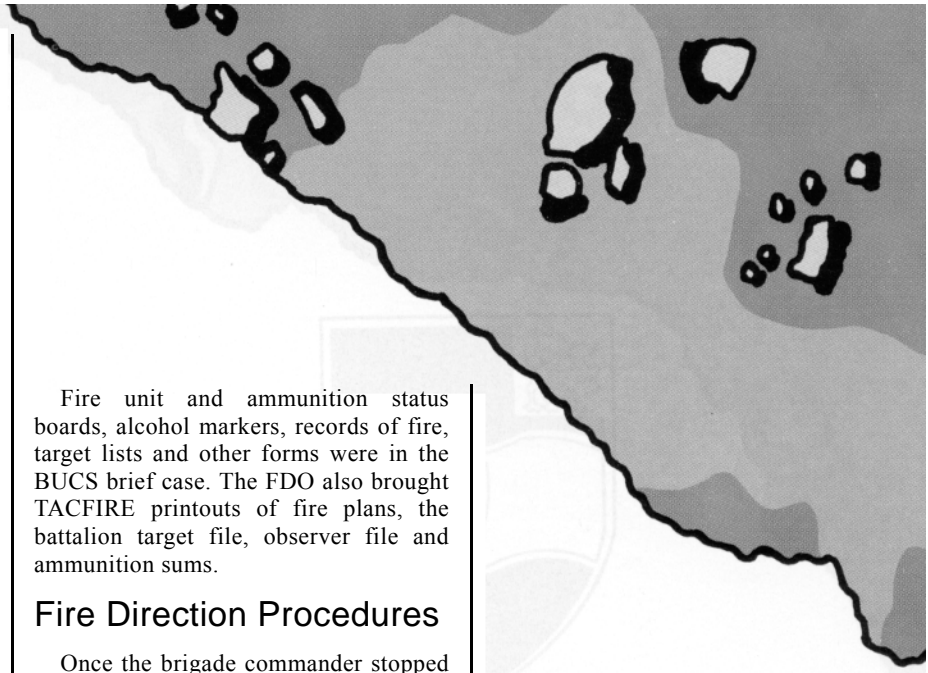 Fire unit and ammunition status
boards, alcohol markers, records of fire,
target lists and other forms were in the
BUCS brief case. The FDO also brought
TACFIRE printouts of fire plans, the
battalion target file, observer file and
ammunition sums.
Fire Direction Procedures
Once the brigade commander stopped